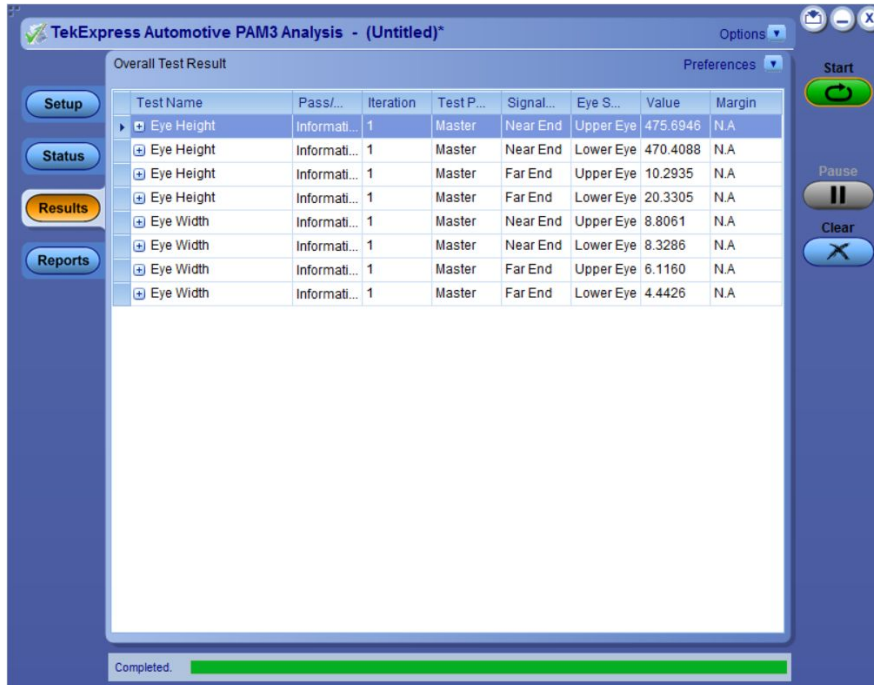 TekExpress Automotive PAM3 Analysis - (Untitled)*
Options
Overall Test Result
Preferences
Start
Setup
Status
Results
Reports
Pause
Clear
Test Name Pass/... Iteration Test P... Signal... Eye S... Value Margin
Eye Height Informati... 1 Master Near End Upper Eye 475.6946 N.A
Eye Height Informati... 1 Master Near End Lower Eye 470.4088 N.A
Eye Height Informati... 1 Master Far End Upper Eye 10.2935 N.A
Eye Height Informati... 1 Master Far End Lower Eye 20.3305 N.A
Eye Width Informati... 1 Master Near End Upper Eye 8.8061 N.A
Eye Width Informati... 1 Master Near End Lower Eye 8.3286 N.A
Eye Width Informati... 1 Master Far End Upper Eye 6.1160 N.A
Eye Width Informati... 1 Master Far End Lower Eye 4.4426 N.A
Completed.